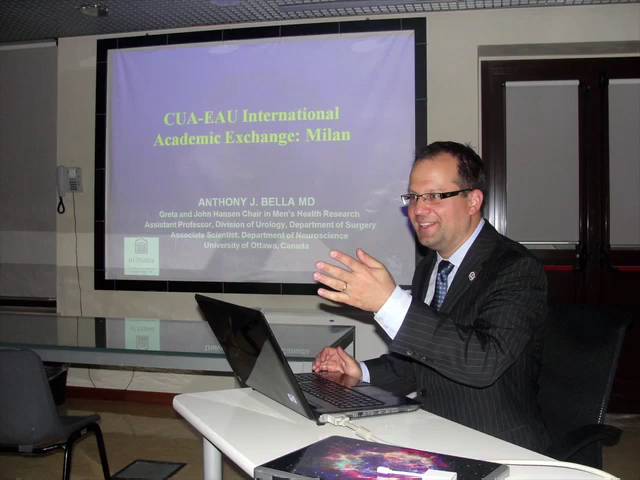 CUA-EAU International
Academic Exchange: Milan
ANTHONY J. BELLA MD
Greta and John Hansen Chair in Men's Health Research
Assistant Professor, Division of Urology, Department of Surgery
Associate Scientist, Department of Neuroscience
University of Ottawa, Canada